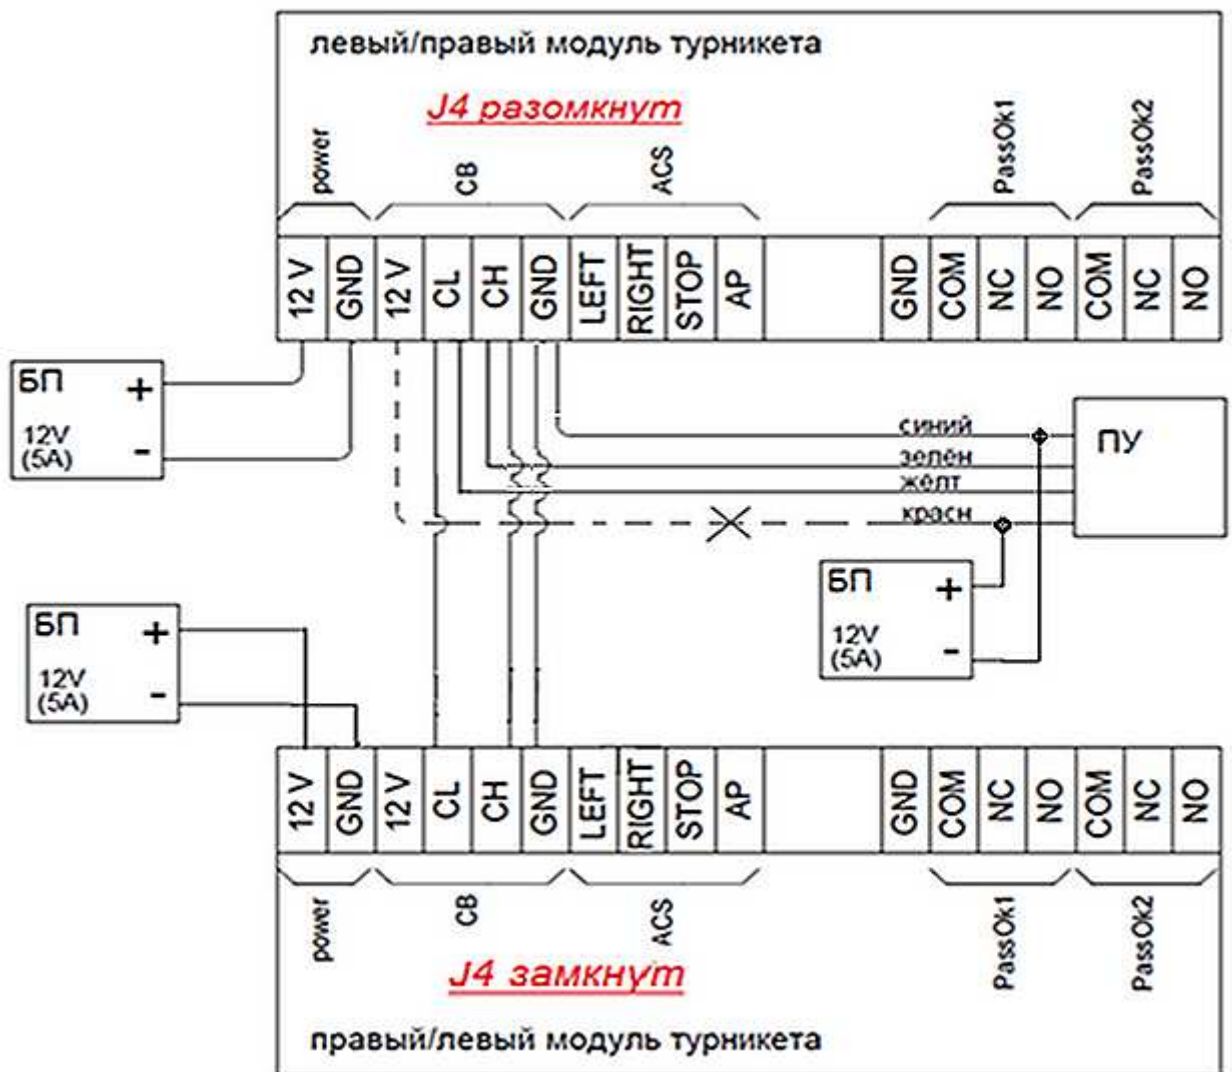 левый/правый модуль турникета
J4 разомкнут
power
CB
ACS
PassOk1
PassOk2
12 V
GND
12 V
CL
CH
GND
LEFT
RIGHT
STOP
AP
GND
COM
NC
NO
COM
NC
NO
БП +
12V
(5A) -
синий
зелён
жёлт
красн
ПУ
БП +
12V
(5A) -
БП +
12V
(5A) -
12 V
GND
12 V
CL
CH
GND
LEFT
RIGHT
STOP
AP
GND
COM
NC
NO
COM
NC
NO
power
CB
ACS
PassOk1
PassOk2
J4 замкнут
правый/левый модуль турникета